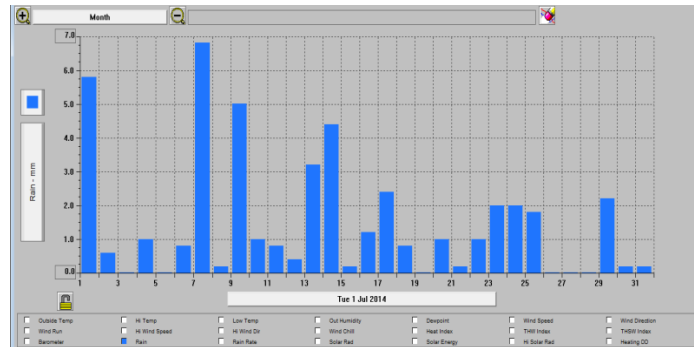 Month
7.0
6.0
5.0
4.0
3.0
2.0
1.0
0.0
Rain - mm
1 3 5 7 9 11 13 15 17 19 21 23 25 27 29 31
Tue 1 Jul 2014
Outside Temp Hi Temp Low Temp Out Humidity Dewpoint Wind Speed Wind Direction
Wind Run Hi Wind Speed Hi Wind Dir Wind Chill Heat Index THW Index THSW Index
Barometer Rain Rain Rate Solar Rad Solar Energy Hi Solar Rad Heating DD